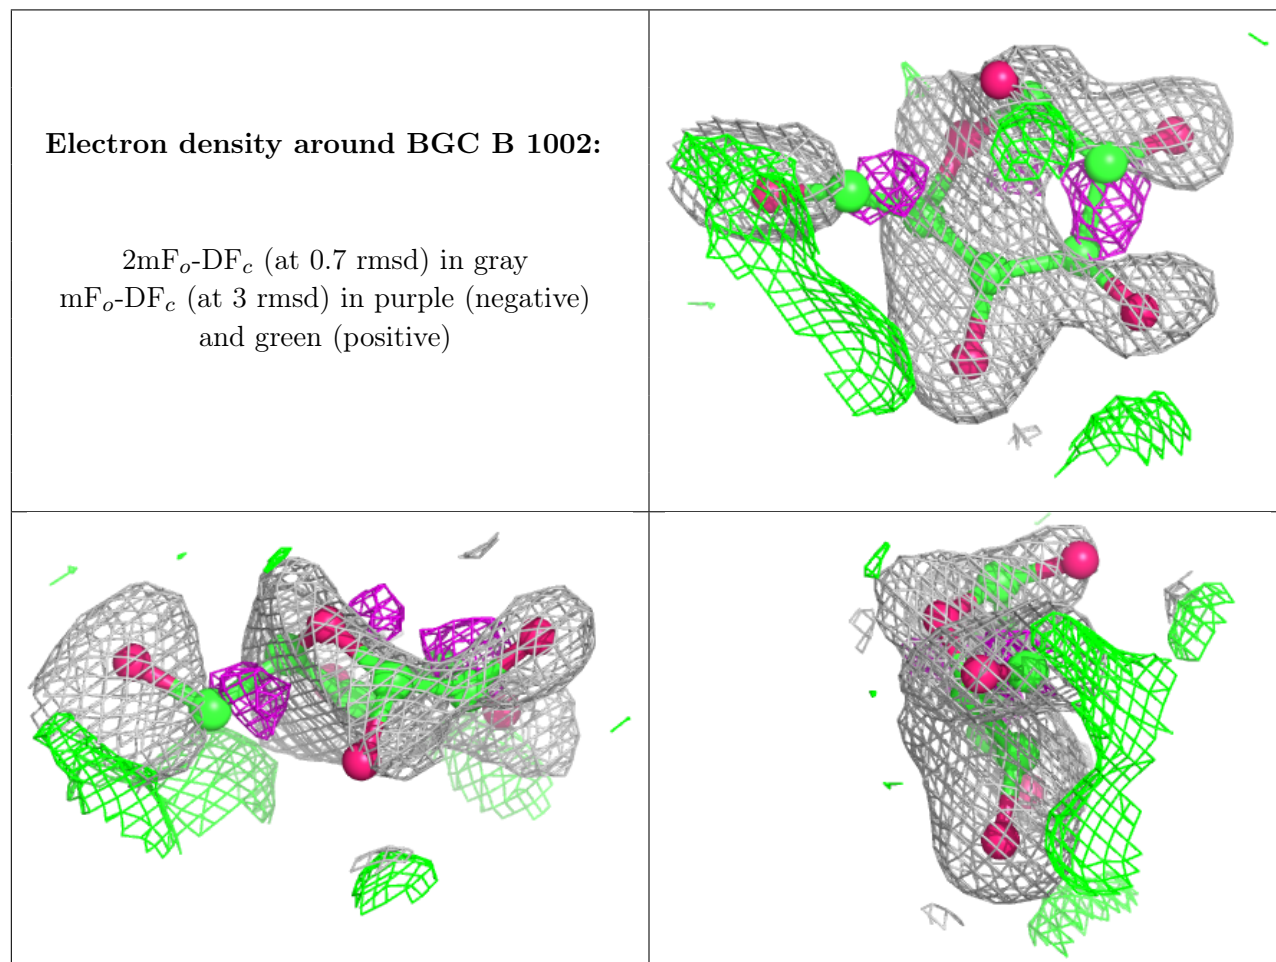 Electron density around BGC B 1002:
2mFo-DFc (at 0.7 rmsd) in gray
mFo-DFc (at 3 rmsd) in purple (negative)
and green (positive)